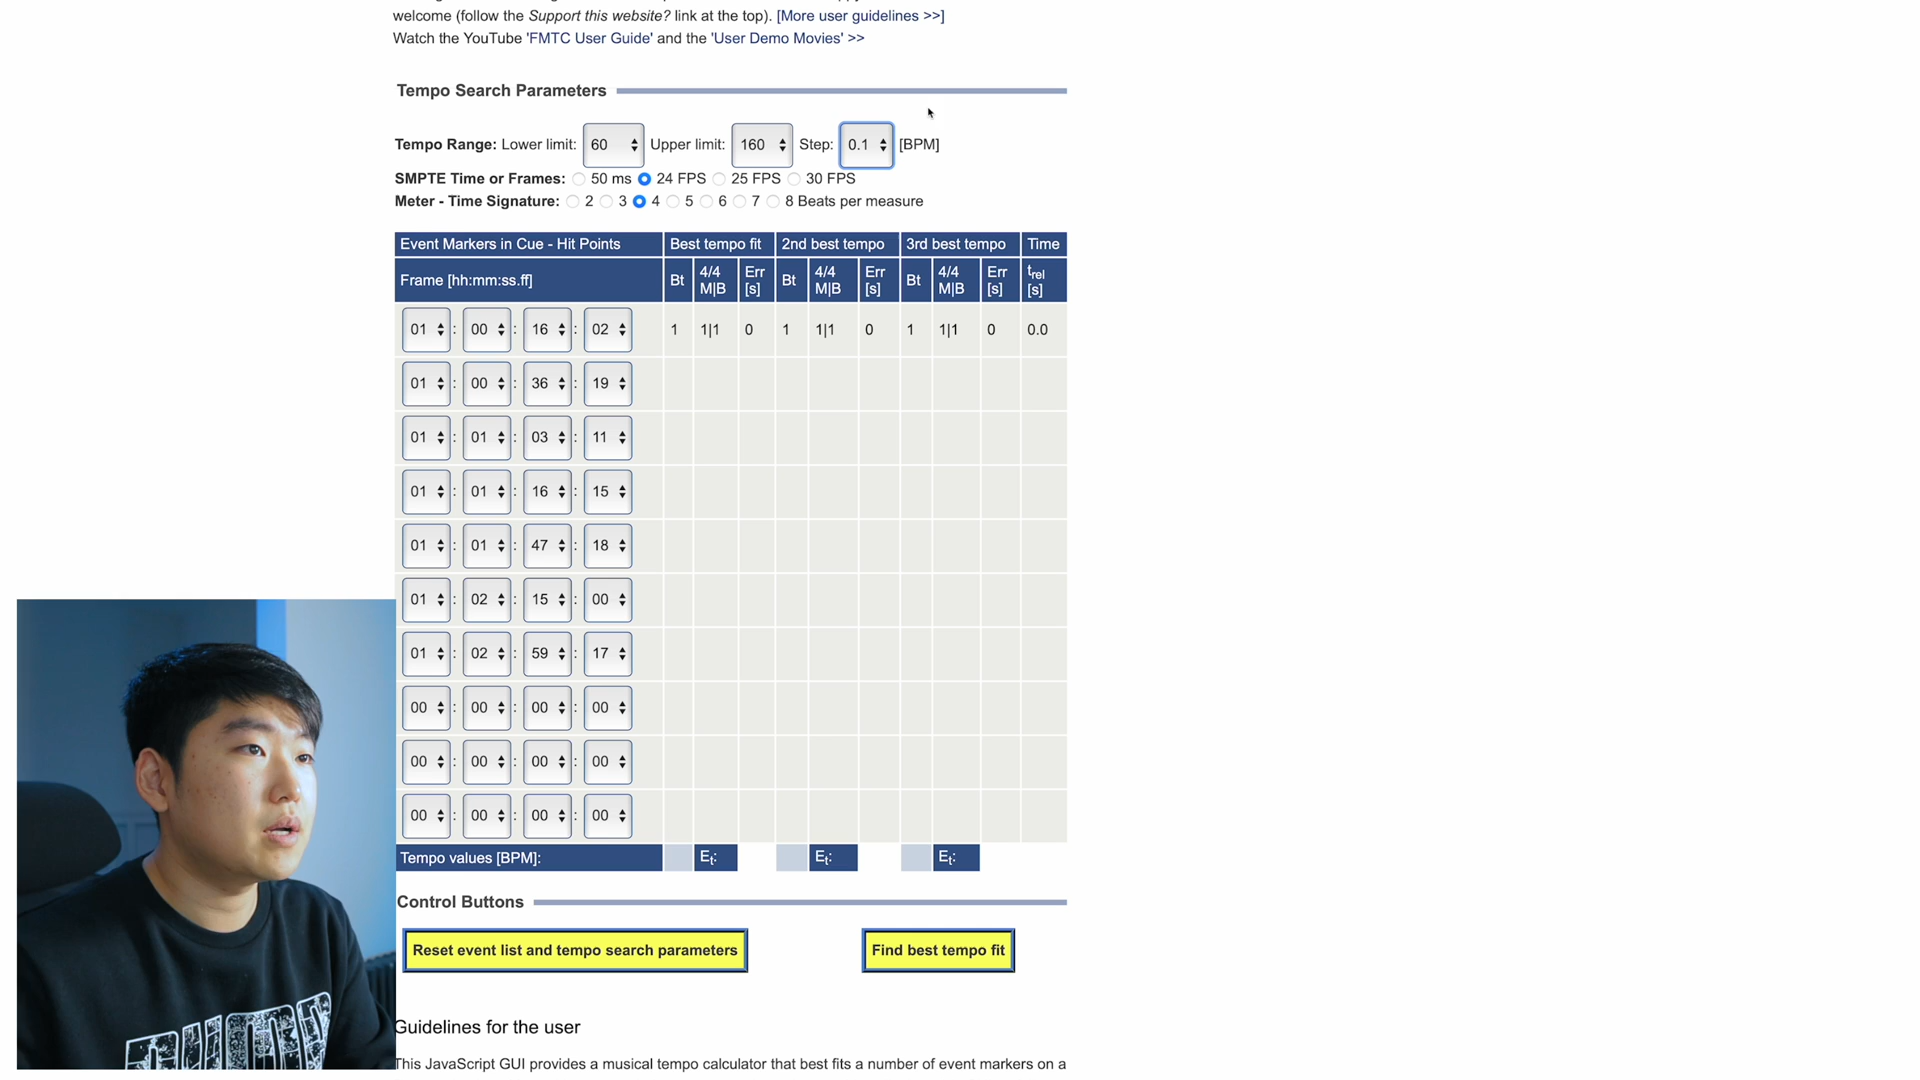 welcome (follow the Support this website? link at the top). [More user guidelines >>]
Watch the YouTube 'FMTC User Guide' and the 'User Demo Movies' >>
Tempo Search Parameters
Tempo Range: Lower limit: 60 Upper limit: 160 Step: 0.1 [BPM]
SMPTE Time or Frames: 50 ms 24 FPS 25 FPS 30 FPS
Meter - Time Signature: 2 3 4 5 6 7 8 Beats per measure
Event Markers in Cue - Hit Points Best tempo fit 2nd best tempo 3rd best tempo Time
Frame [hh:mm:ss.ff] Bt 4/4 M|B Err [s] Bt 4/4 M|B Err [s] Bt 4/4 M|B Err [s] trel [s]
01 : 00 : 16 : 02 1 1|1 0 1 1|1 0 1 1|1 0 0.0
01 : 00 : 36 : 19
01 : 01 : 03 : 11
01 : 01 : 16 : 15
01 : 01 : 47 : 18
01 : 02 : 15 : 00
01 : 02 : 59 : 17
00 : 00 : 00 : 00
00 : 00 : 00 : 00
00 : 00 : 00 : 00
Tempo values [BPM]: Et: Et: Et:
Control Buttons
Reset event list and tempo search parameters Find best tempo fit
Guidelines for the user
This JavaScript GUI provides a musical tempo calculator that best fits a number of event markers on a